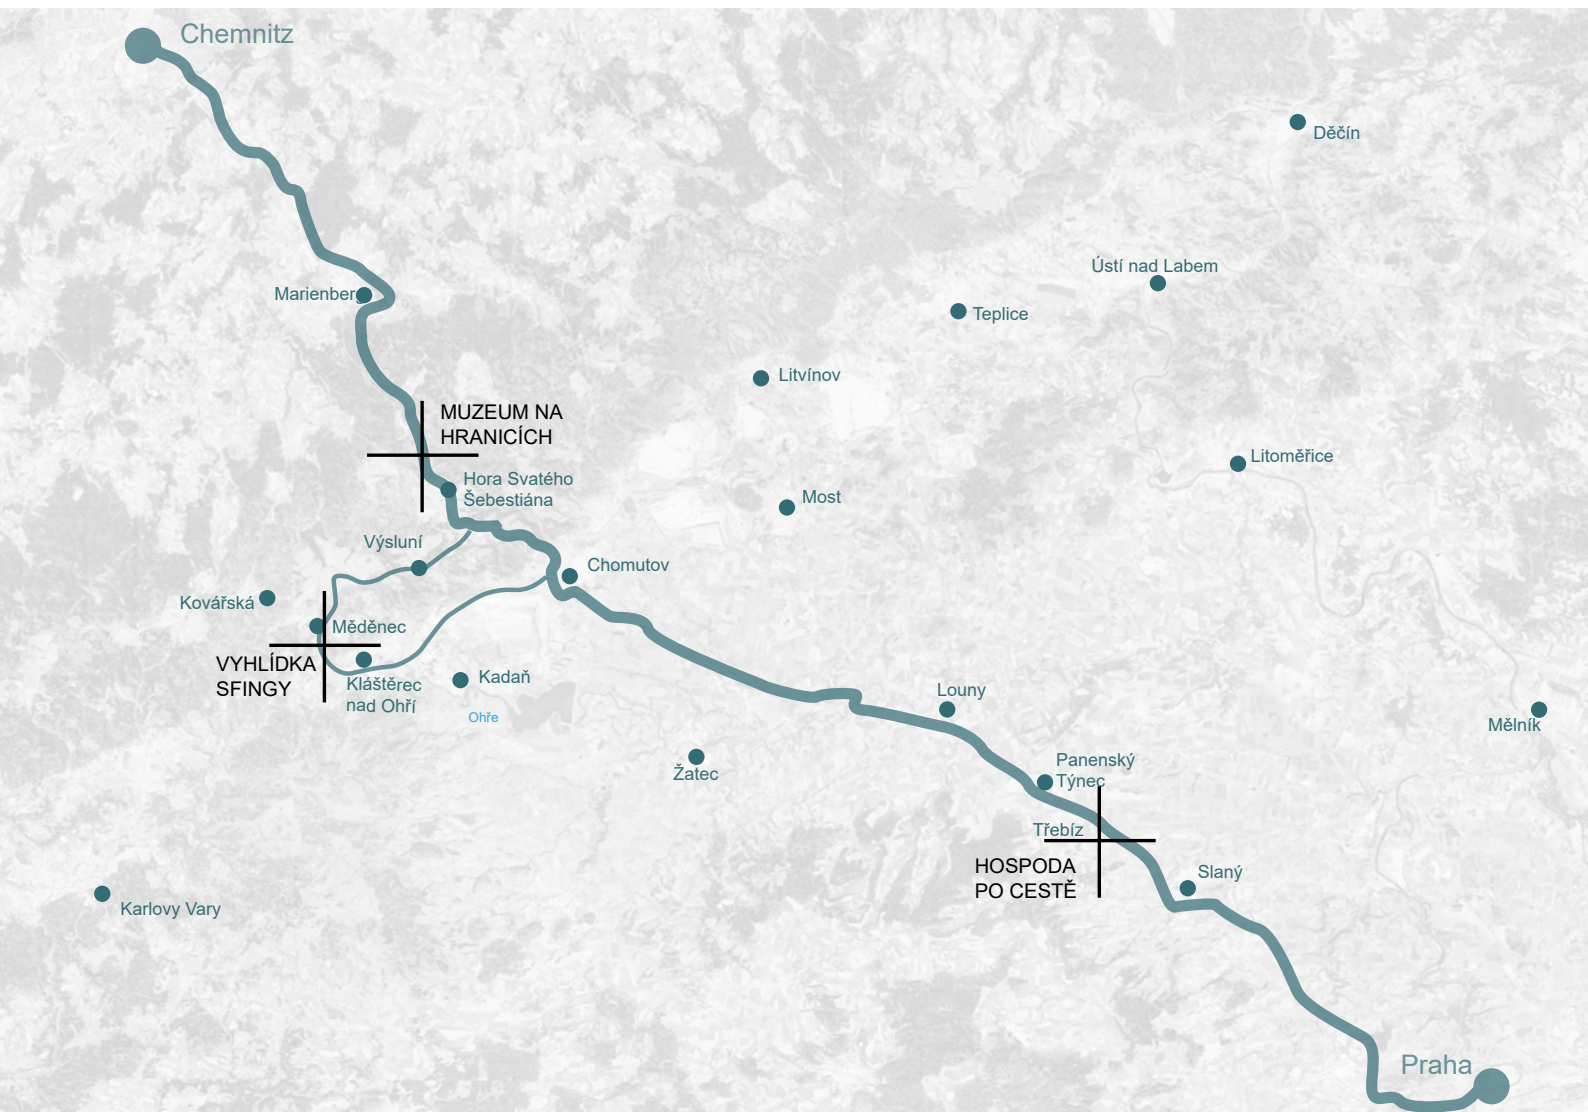 Chemnitz
Děčín
Ústí nad Labem
Marienberg
Teplice
Litvínov
MUZEUM NA
HRANICÍCH
Litoměřice
Hora Svatého
Šebestiána
Most
Výsluní
Chomutov
Kovářská
Měděnec
VYHLÍDKA
SFINGY
Kláštěrec
nad Ohří
Kadaň
Ohře
Louny
Mělník
Žatec
Panenský
Týnec
Třebíz
HOSPODA
PO CESTĚ
Slaný
Karlovy Vary
Praha